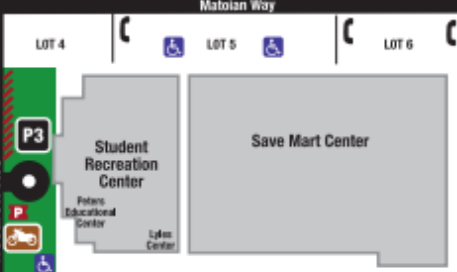 Matoian Way
LOT 4
LOT 5
LOT 6
P3
Student
Recreation
Center
Save Mart Center
Peters
Educational
Center
P
Lyles
Center